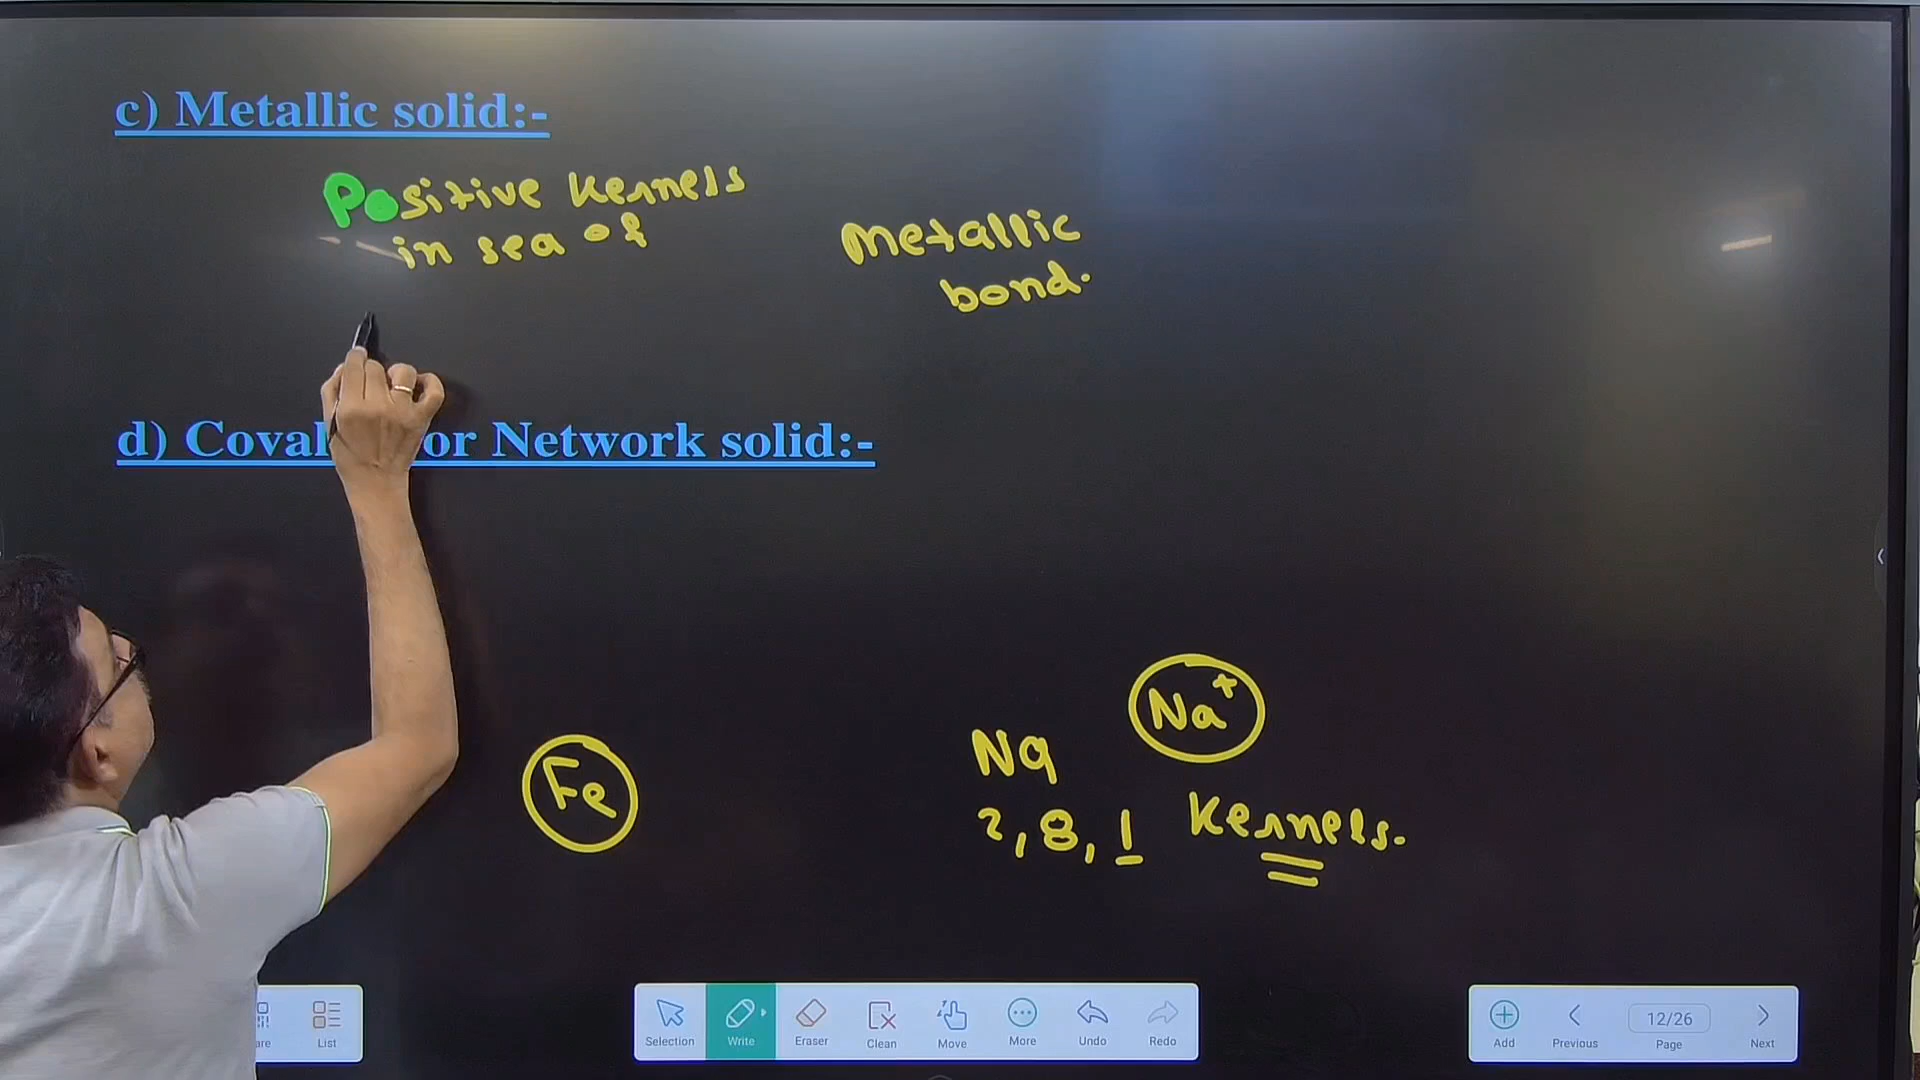 c) Metallic solid:-
Positive Kernels
in sea of
Metallic
bond.
d) Coval or Network solid:-
Na+
Na
Fe
2, 8, 1 Kernels.
are
List
Selection
Write
Eraser
Clean
Move
More
Undo
Redo
Add
Previous
12/26
Page
Next